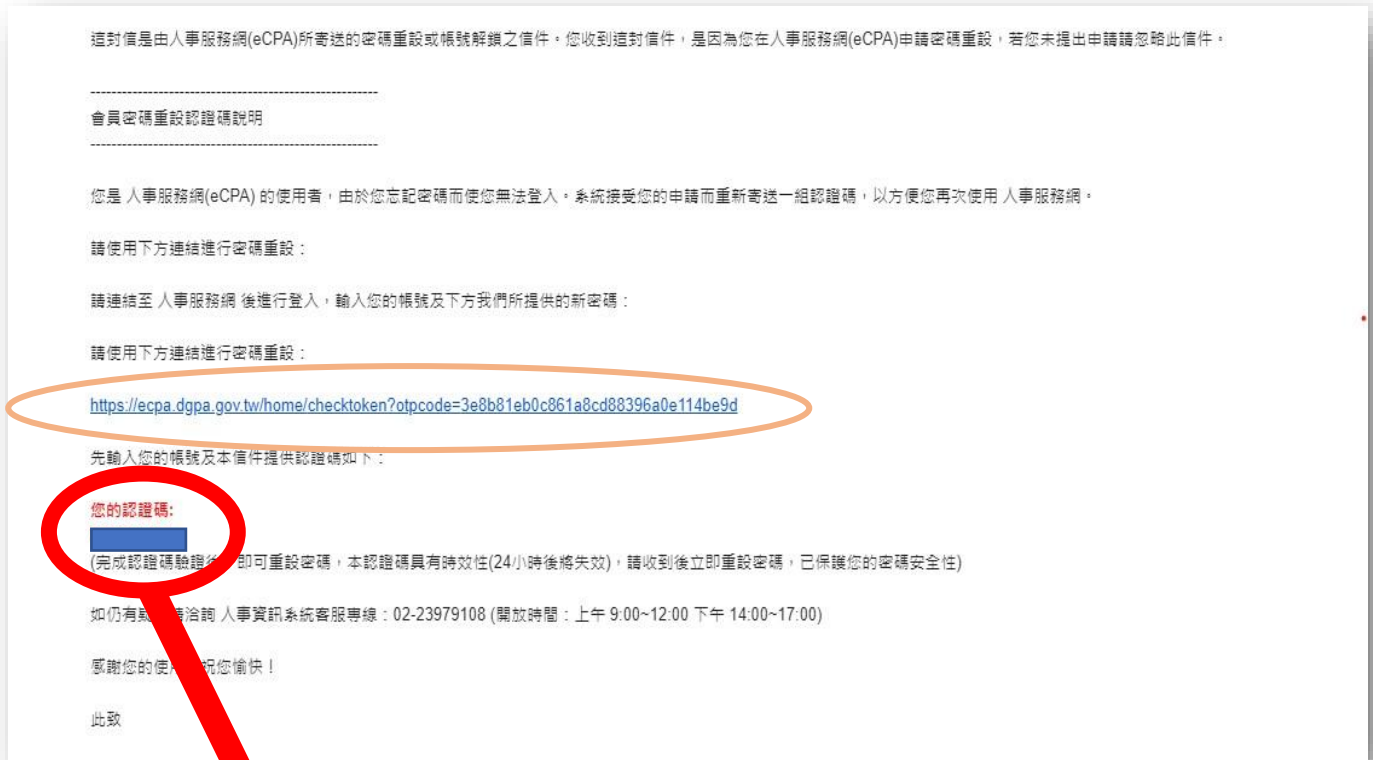 這封信是由人事服務網(eCPA)所寄送的密碼重設或帳號解鎖之信件。您收到這封信件，是因為您在人事服務網(eCPA)申請密碼重設，若您未提出申請請忽略此信件。
-------------------------------------------------------
會員密碼重設認證碼說明
-------------------------------------------------------
您是 人事服務網(eCPA) 的使用者，由於您忘記密碼而使您無法登入。系統接受您的申請而重新寄送一組認證碼，以方便您再次使用 人事服務網。
請使用下方連結進行密碼重設：
請連結至 人事服務網 後進行登入，輸入您的帳號及下方我們所提供的新密碼：
請使用下方連結進行密碼重設：
https://ecpa.dgpa.gov.tw/home/checktoken?otpcode=3e8b81eb0c861a8cd88396a0e114be9d
先輸入您的帳號及本信件提供認證碼如下：
您的認證碼:
(完成認證碼驗證後 即可重設密碼，本認證碼具有時效性(24小時後將失效)，請收到後立即重設密碼，已保護您的密碼安全性)
如仍有 洽詢 人事資訊系統客服專線：02-23979108 (開放時間：上午 9:00~12:00 下午 14:00~17:00)
感謝您的使 祝您愉快！
此致